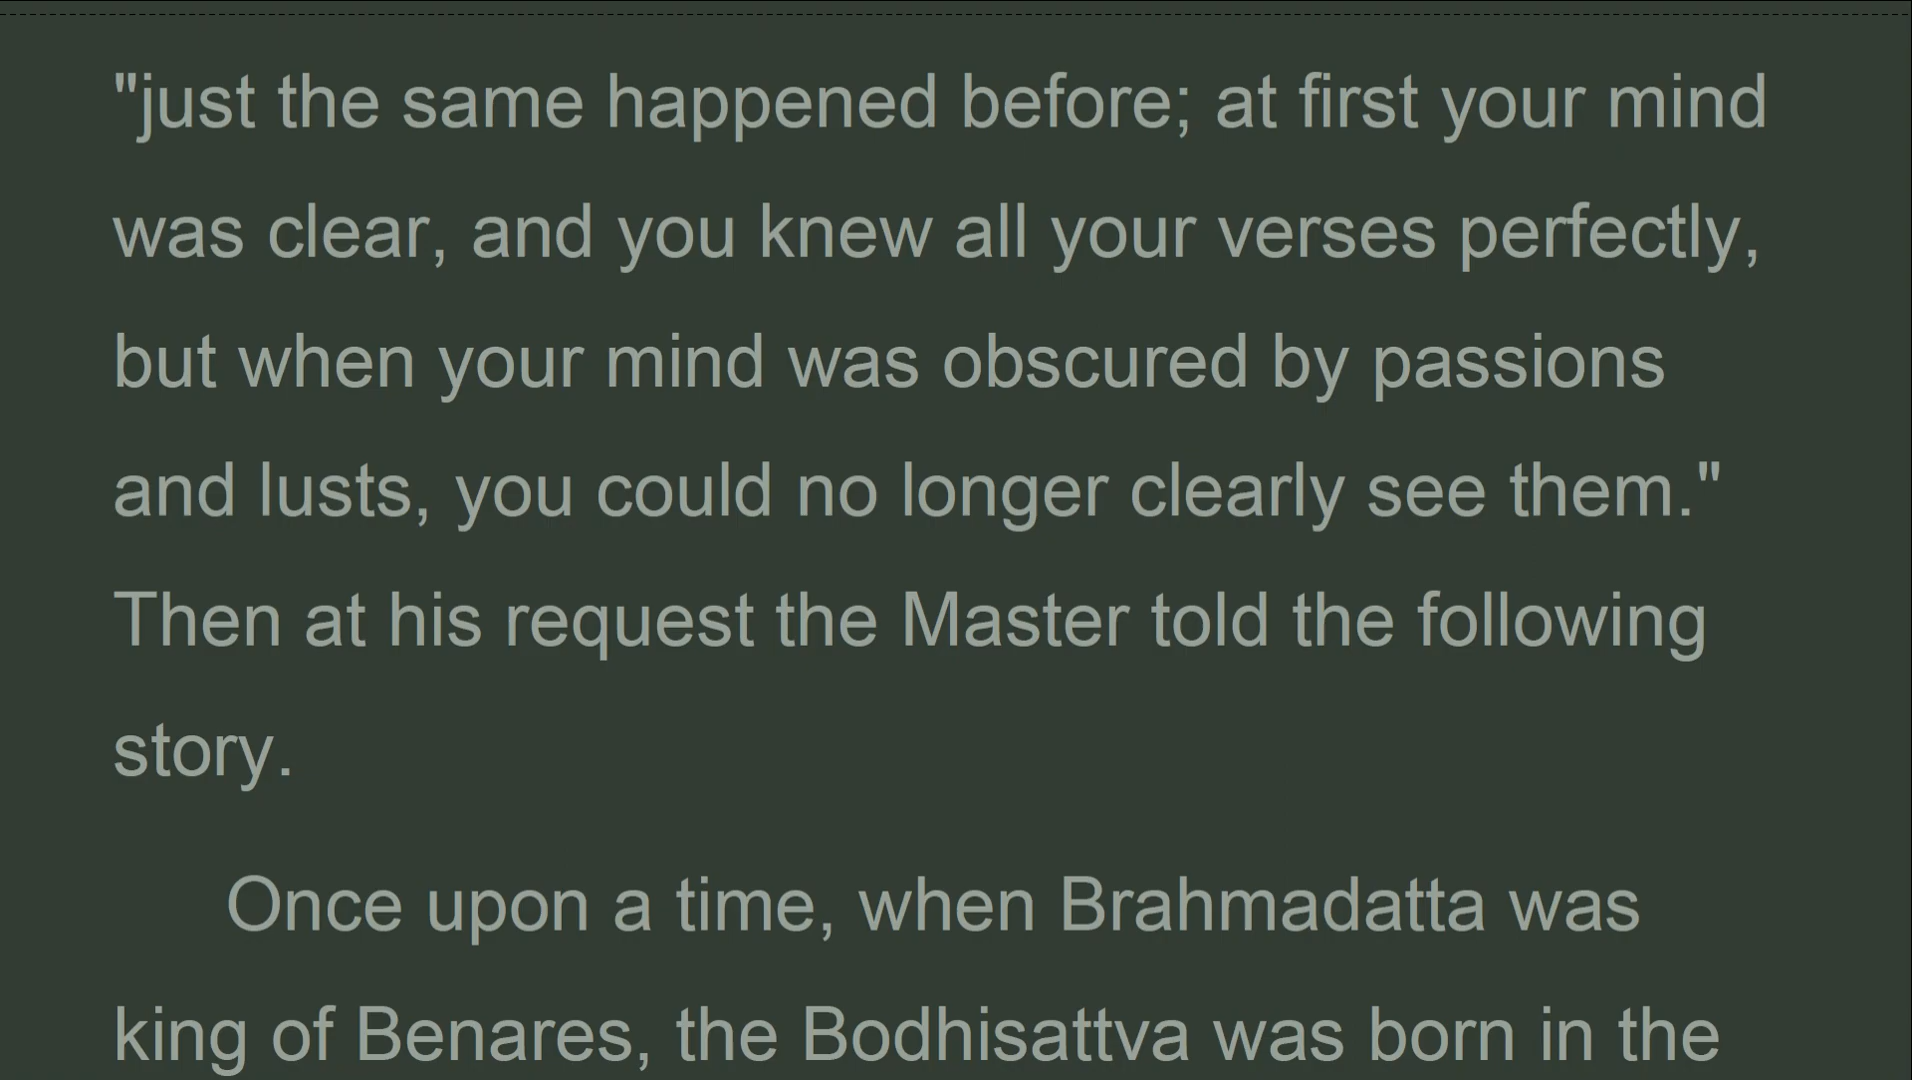 "just the same happened before; at first your mind
was clear, and you knew all your verses perfectly,
but when your mind was obscured by passions
and lusts, you could no longer clearly see them."
Then at his request the Master told the following
story.
Once upon a time, when Brahmadatta was
king of Benares, the Bodhisattva was born in the